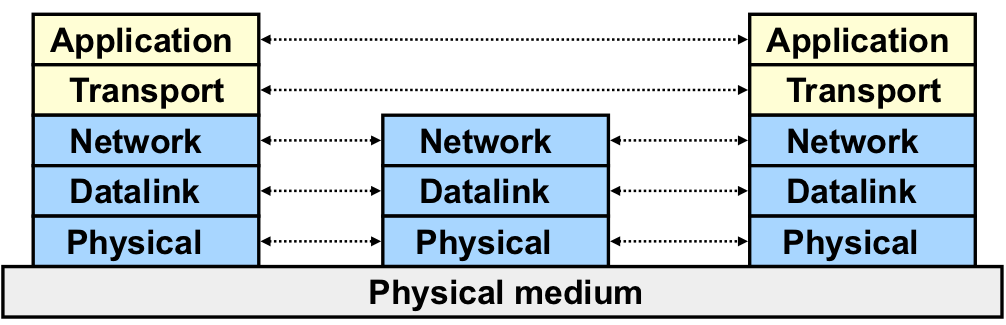 Application Application
Transport Transport
Network Network Network
Datalink Datalink Datalink
Physical Physical Physical
Physical medium